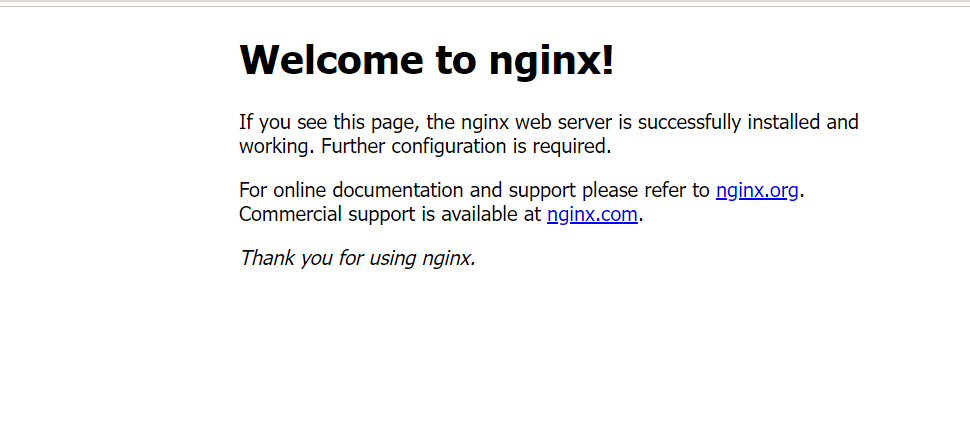 Welcome to nginx!
If you see this page, the nginx web server is successfully installed and
working. Further configuration is required.
For online documentation and support please refer to nginx.org.
Commercial support is available at nginx.com.
Thank you for using nginx.